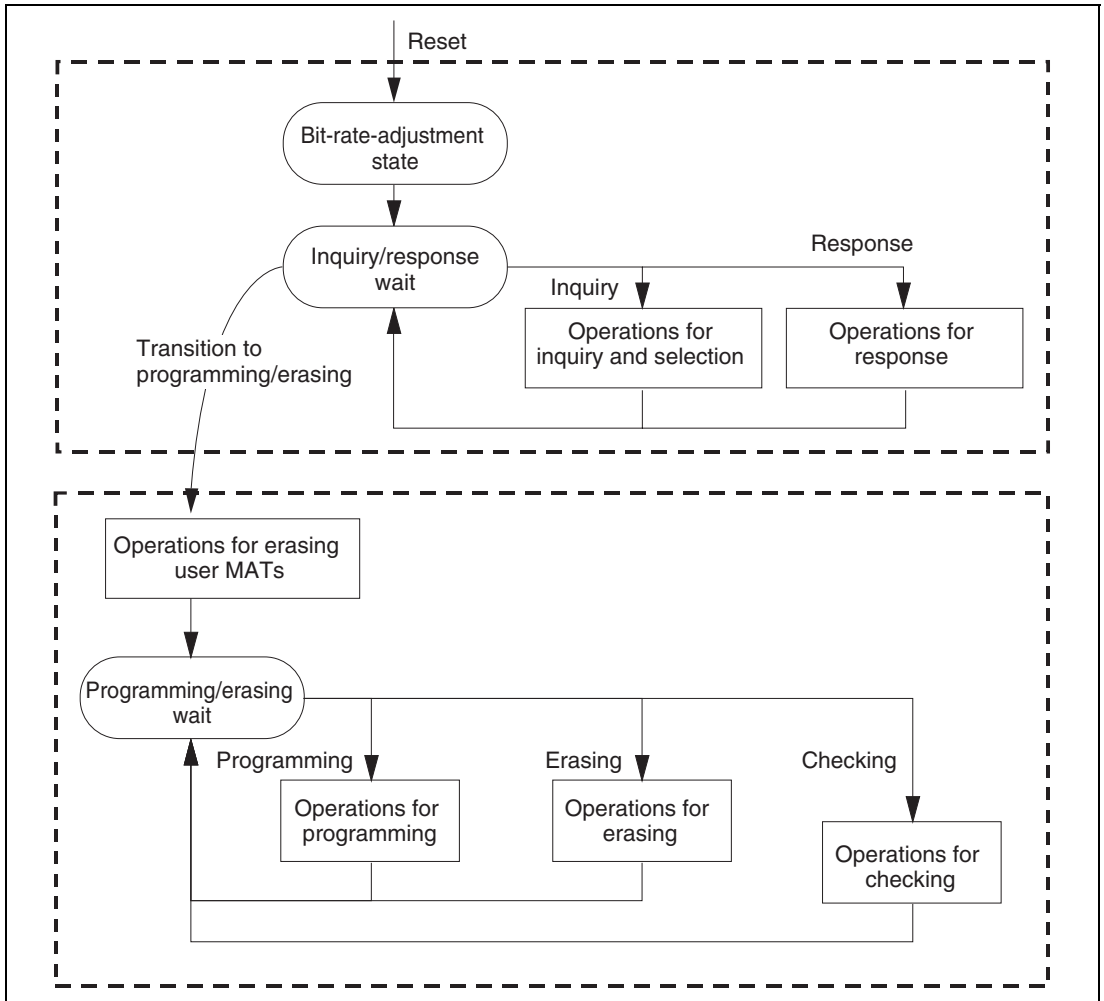 Reset
Bit-rate-adjustment
state
Inquiry/response
wait
Response
Inquiry
Operations for
inquiry and selection
Operations for
response
Transition to
programming/erasing
Operations for erasing
user MATs
Programming/erasing
wait
Programming
Erasing
Checking
Operations for
programming
Operations for
erasing
Operations for
checking